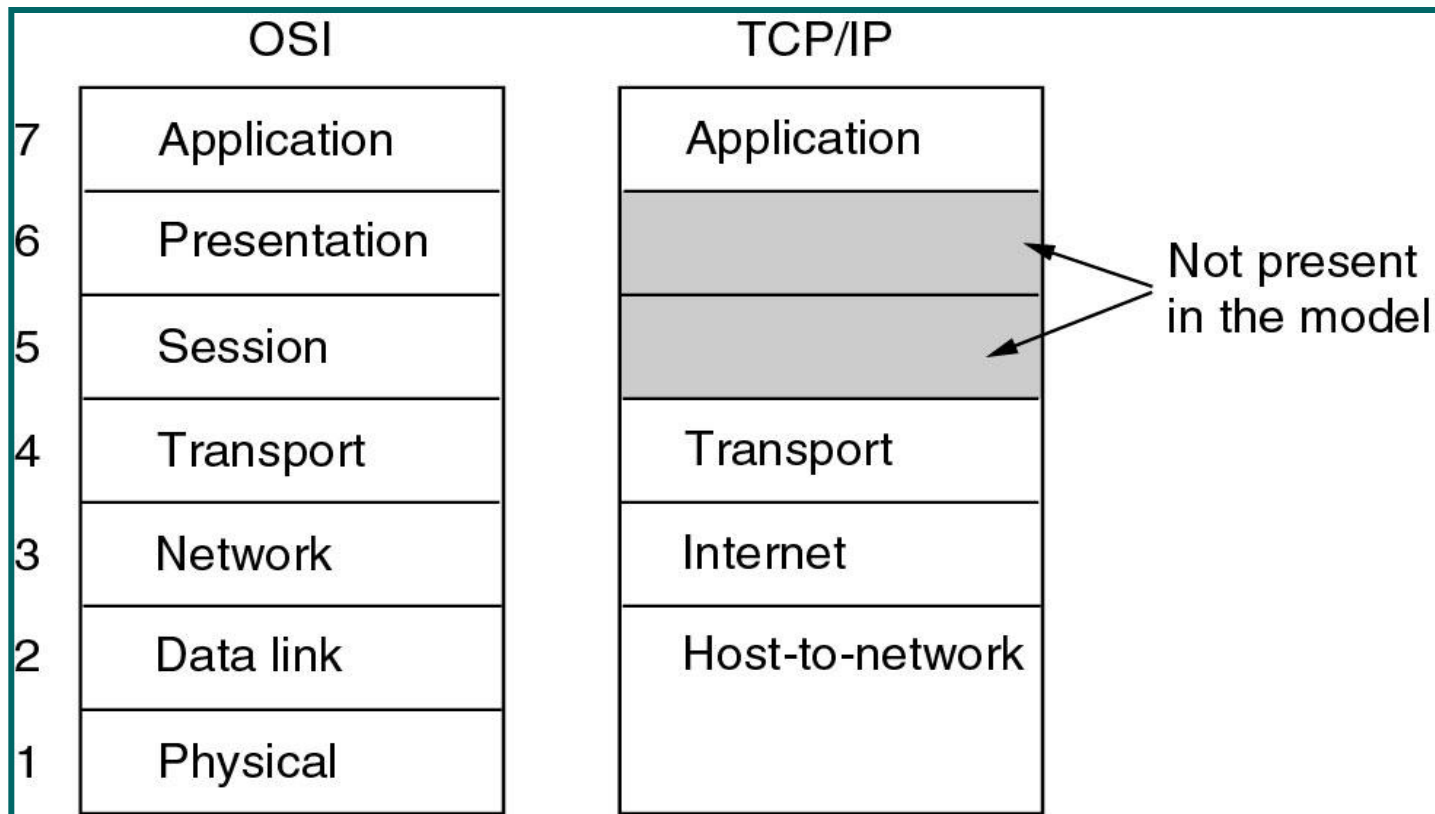 OSI
TCP/IP
7
Application
Application
6
Presentation
Not present
in the model
5
Session
4
Transport
Transport
3
Network
Internet
2
Data link
Host-to-network
1
Physical